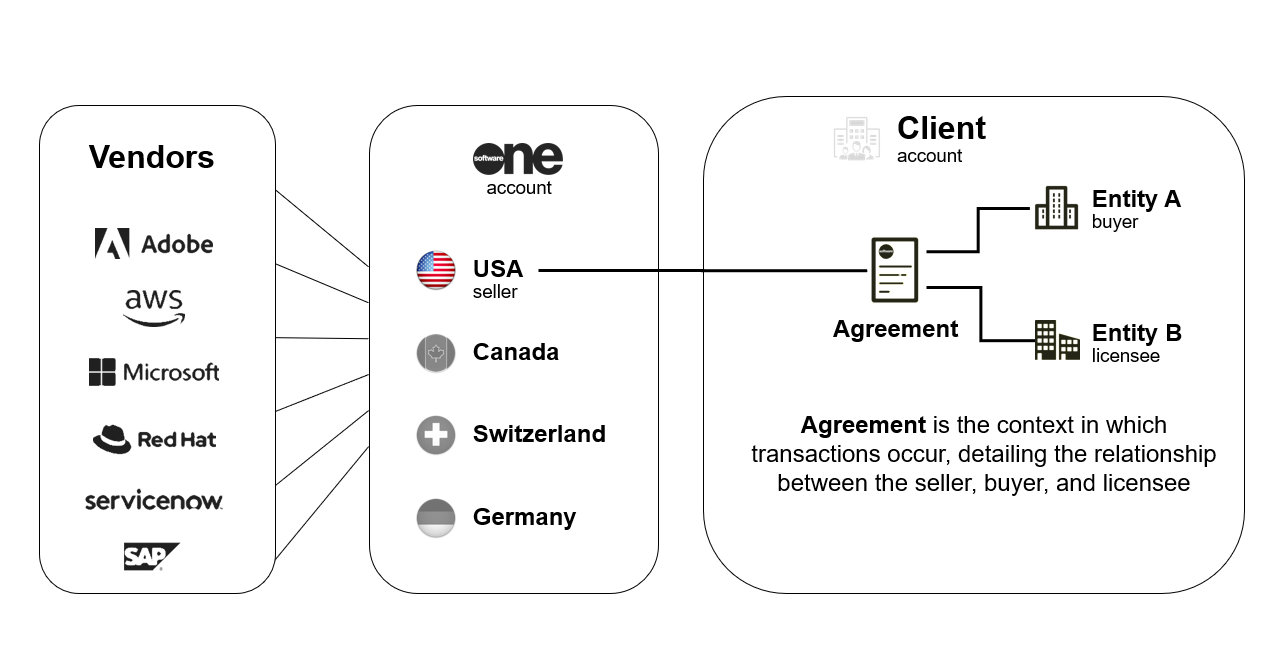 Vendors
Adobe
aws
Microsoft
Red Hat
servicenow
SAP
software
one
account
USA
seller
Canada
Switzerland
Germany
Client
account
Entity A
buyer
Agreement
Entity B
licensee
Agreement is the context in which
transactions occur, detailing the relationship
between the seller, buyer, and licensee